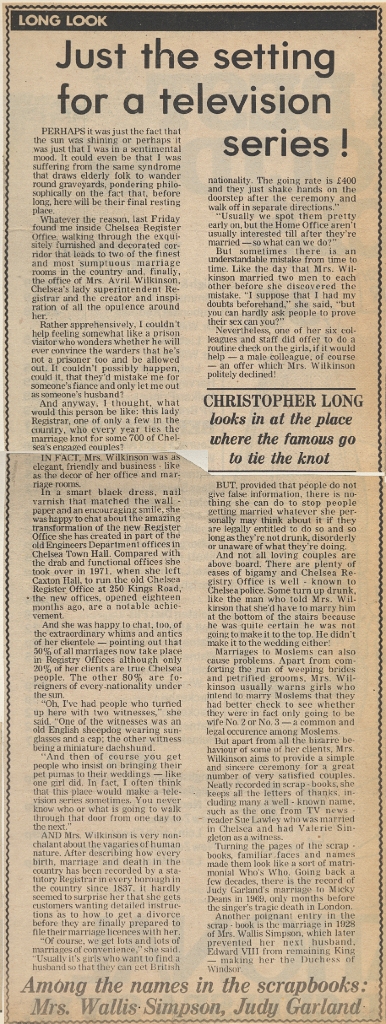 LONG LOOK
Just the setting
for a television
series !
PERHAPS it was just the fact that
the sun was shining or perhaps it
was just that I was in a sentimental
mood. It could even be that I was
suffering from the same syndrome
that draws elderly folk to wander
round graveyards, pondering philo-
sophically on the fact that, before
long, here will be their final resting
place.
Whatever the reason, last Friday
found me inside Chelsea Register
Office walking through the exqui-
sitely furnished and decorated cor-
ridor that leads to two of the finest
and most sumptuous marriage
rooms in the country and, finally,
the office of Mrs. Avril Wilkinson,
Chelsea's lady superintendent Re-
gistrar and the creator and inspi-
ration of all the opulence around
her.
Rather apprehensively, I couldn't
help feeling somewhat like a prison
visitor who wonders whether he will
ever convince the warders that he's
not a prisoner too and be allowed
out. It couldn't possibly happen,
could it, that they'd mistake me for
someone's fiance and only let me out
as someone's husband?
And anyway, I thought, what
would this person be like: this lady
Registrar, one of only a few in the
country, who every year ties the
marriage knot for some 700 of Chel-
sea's engaged couples?
IN FACT, Mrs. Wilkinson was as
elegant, friendly and business - like
as the decor of her office and mar-
riage rooms.
In a smart black dress, nail
varnish that matched the wall -
paper and an encouraging smile, she
was happy to chat about the amazing
transformation of the new Register
Office she has created in part of the
old Engineers Department offices in
Chelsea Town Hall. Compared with
the drab and functional offices she
took over in 1971, when she left
Caxton Hall, to run the old Chelsea
Register Office at 250 Kings Road,
the new offices, opened eighteen
months ago, are a notable achieve-
ment.
And she was happy to chat, too, of
the extraordinary whims and antics
of her clientele — pointing out that
50% of all marriages now take place
in Registry Offices although only
20% of her clients are true Chelsea
people. The other 80% are fo-
reigners of every nationality under
the sun.
"Oh, I've had people who turned
up here with two witnesses," she
said, "One of the witnesses was an
old English sheepdog wearing sun-
glasses and a cap; the other witness
being a miniature dachshund.
"And then of course you get
people who insist on bringing their
pet pumas to their weddings — like
one girl did. In fact, I often think
that this place would make a tele-
vision series sometimes. You never
know who or what is going to walk
through that door from one day to
the next."
AND Mrs. Wilkinson is very non-
chalant about the vagaries of human
nature. After describing how every
birth, marriage and death in the
country has been recorded by a sta-
tutory Registrar in every borough in
the country since 1837, it hardly
seemed to surprise her that she gets
customers wanting detailed instruc-
tions as to how to get a divorce
before they are finally prepared to
file their marriage licences with her.
"Of course, we get lots and lots of
marriages of convenience," she said.
"Usually it's girls who want to find a
husband so that they can get British
nationality. The going rate is £400
and they just shake hands on the
doorstep after the ceremony and
walk off in separate directions."
"Usually we spot them pretty
early on, but the Home Office aren't
usually interested till after they're
married — so what can we do?"
But sometimes there is an
understandable mistake from time to
time. Like the day that Mrs. Wil-
kinson married two men to each
other before she discovered the
mistake. "I suppose that I had my
doubts beforehand," she said, "but
you can hardly ask people to prove
their sex can you?"
Nevertheless, one of her six col-
leagues and staff did offer to do a
routine check on the girls, if it would
help — a male colleague, of course
— an offer which Mrs. Wilkinson
politely declined!
CHRISTOPHER LONG
looks in at the place
where the famous go
to tie the knot
BUT, provided that people do not
give false information, there is no-
thing she can do to stop people
getting married whatever she per-
sonally may think about it if they
are legally entitled to do so and so
long as they're not drunk, disorderly
or unaware of what they're doing.
And not all loving couples are
above board. There are plenty of
cases of bigamy and Chelsea Re-
gistry Office is well - known to
Chelsea police. Some turn up drunk,
like the man who told Mrs. Wil-
kinson that she'd have to marry him
at the bottom of the stairs because
he was quite certain he was not
going to make it to the top. He didn't
make it to the wedding either!
Marriages to Moslems can also
cause problems. Apart from com-
forting the run of weeping brides
and petrified grooms, Mrs. Wil-
kinson usually warns girls who
intend to marry Moslems that they
had better check to see whether
they were in fact only going to be
wife No. 2 or No. 3 — a common and
legal occurence among Moslems.
But apart from all the bizarre be-
haviour of some of her clients, Mrs.
Wilkinson aims to provide a simple
and sincere ceremony for a great
number of very satisfied couples.
Neatly recorded in scrap - books, she
keeps all the letters of thanks, in-
cluding many a well - known name,
such as the one from TV news -
reader Sue Lawley who was married
in Chelsea and had Valerie Sin-
gleton as a witness.
Turning the pages of the scrap -
books, familiar faces and names
made them look like a sort of matri-
monial Who's Who. Going back a
few decades, there is the record of
Judy Garland's marriage to Micky
Deans in 1969, only months before
the singer's tragic death in London.
Another poignant entry in the
scrap - book is the marriage in 1928
of Mrs. Wallis Simpson, which later
prevented her next husband,
Edward VIII from remaining King
— making her the Duchess of
Windsor.
Among the names in the scrapbooks:
Mrs. Wallis Simpson, Judy Garland